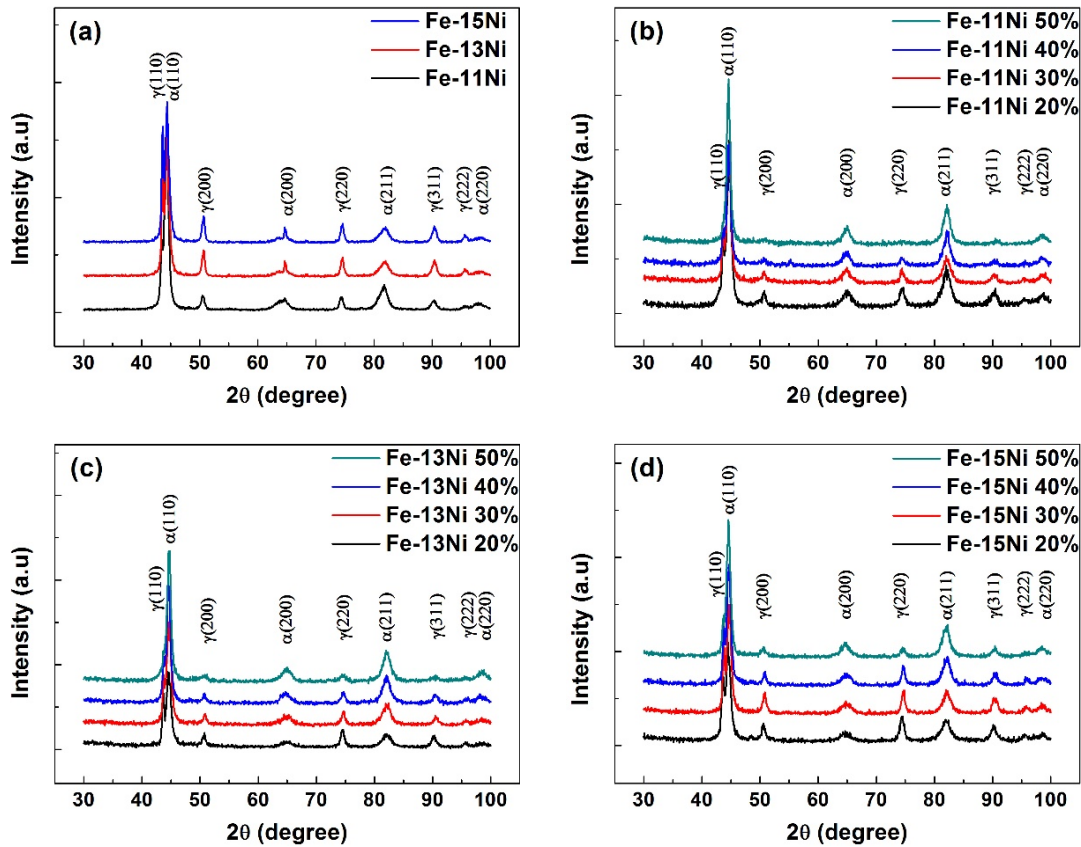 (a)
Fe-15Ni
Fe-13Ni
Fe-11Ni
γ(110)
α(110)
γ(200)
α(200)
γ(220)
α(211)
γ(311)
γ(222)
α(220)
Intensity (a.u)
30 40 50 60 70 80 90 100
2θ (degree)
(b)
Fe-11Ni 50%
Fe-11Ni 40%
Fe-11Ni 30%
Fe-11Ni 20%
γ(110)
α(110)
γ(200)
α(200)
γ(220)
α(211)
γ(311)
γ(222)
α(220)
Intensity (a.u)
30 40 50 60 70 80 90 100
2θ (degree)
(c)
Fe-13Ni 50%
Fe-13Ni 40%
Fe-13Ni 30%
Fe-13Ni 20%
γ(110)
α(110)
γ(200)
α(200)
γ(220)
α(211)
γ(311)
γ(222)
α(220)
Intensity (a.u)
30 40 50 60 70 80 90 100
2θ (degree)
(d)
Fe-15Ni 50%
Fe-15Ni 40%
Fe-15Ni 30%
Fe-15Ni 20%
γ(110)
α(110)
γ(200)
α(200)
γ(220)
α(211)
γ(311)
γ(222)
α(220)
Intensity (a.u)
30 40 50 60 70 80 90 100
2θ (degree)